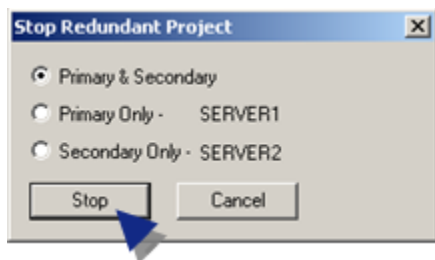 Stop Redundant Project
Primary & Secondary
Primary Only - SERVER1
Secondary Only - SERVER2
Stop Cancel